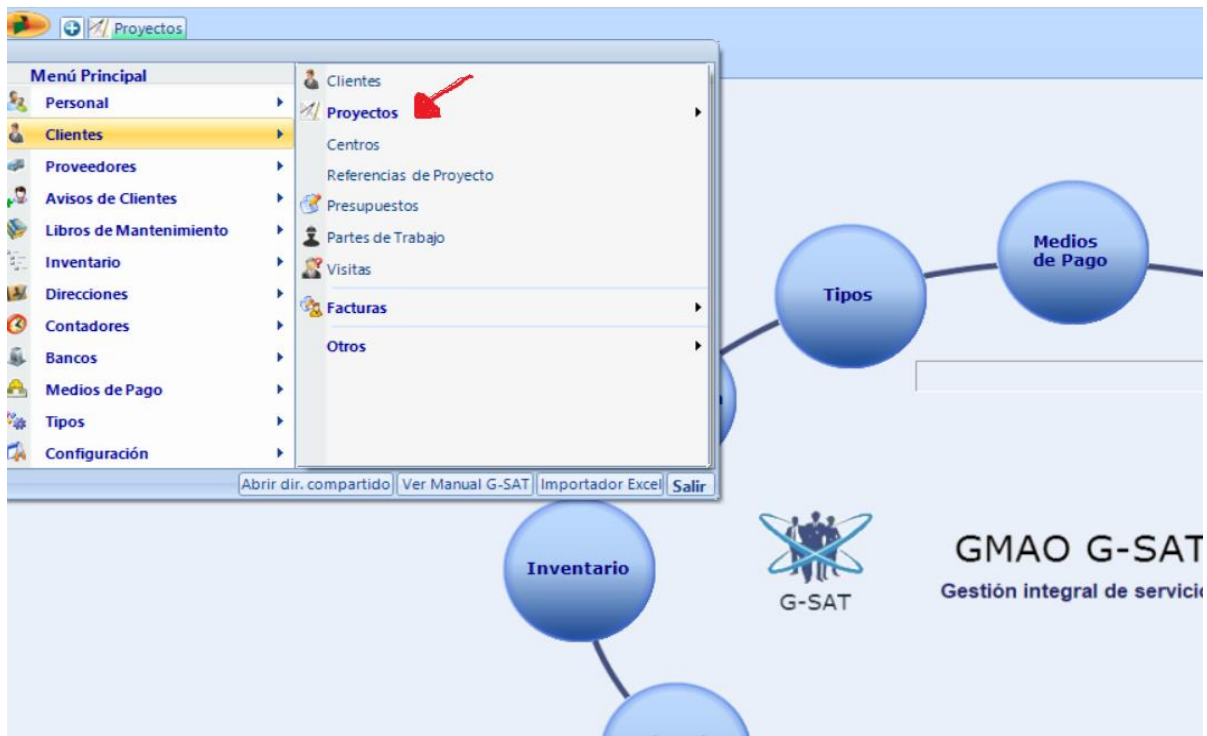 Proyectos
Menú Principal
Personal
Clientes
Proveedores
Avisos de Clientes
Libros de Mantenimiento
Inventario
Direcciones
Contadores
Bancos
Medios de Pago
Tipos
Configuración
Clientes
Proyectos
Centros
Referencias de Proyecto
Presupuestos
Partes de Trabajo
Visitas
Facturas
Otros
Abrir dir. compartido Ver Manual G-SAT Importador Excel Salir
Medios
de Pago
Tipos
Inventario
G-SAT
GMAO G-SAT
Gestión integral de